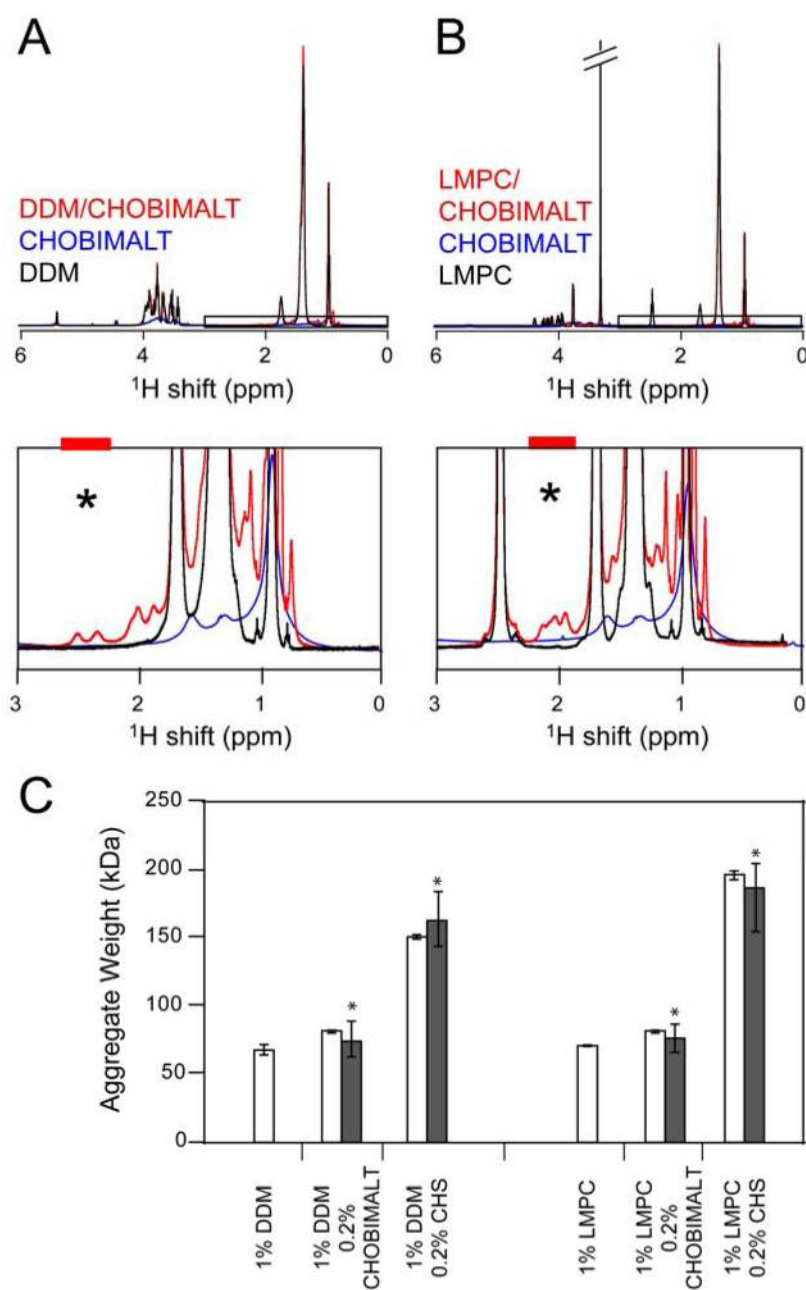 A
DDM/CHOBIMALT
CHOBIMALT
DDM
6 4 2 0
¹H shift (ppm)
*
3 2 1 0
¹H shift (ppm)
B
LMPC/
CHOBIMALT
CHOBIMALT
LMPC
6 4 2 0
¹H shift (ppm)
*
3 2 1 0
¹H shift (ppm)
C
Aggregate Weight (kDa)
250
200
150
100
50
0
* * * *
1% DDM
1% DDM
0.2%
CHOBIMALT
1% DDM
0.2% CHS
1% LMPC
1% LMPC
0.2%
CHOBIMALT
1% LMPC
0.2% CHS